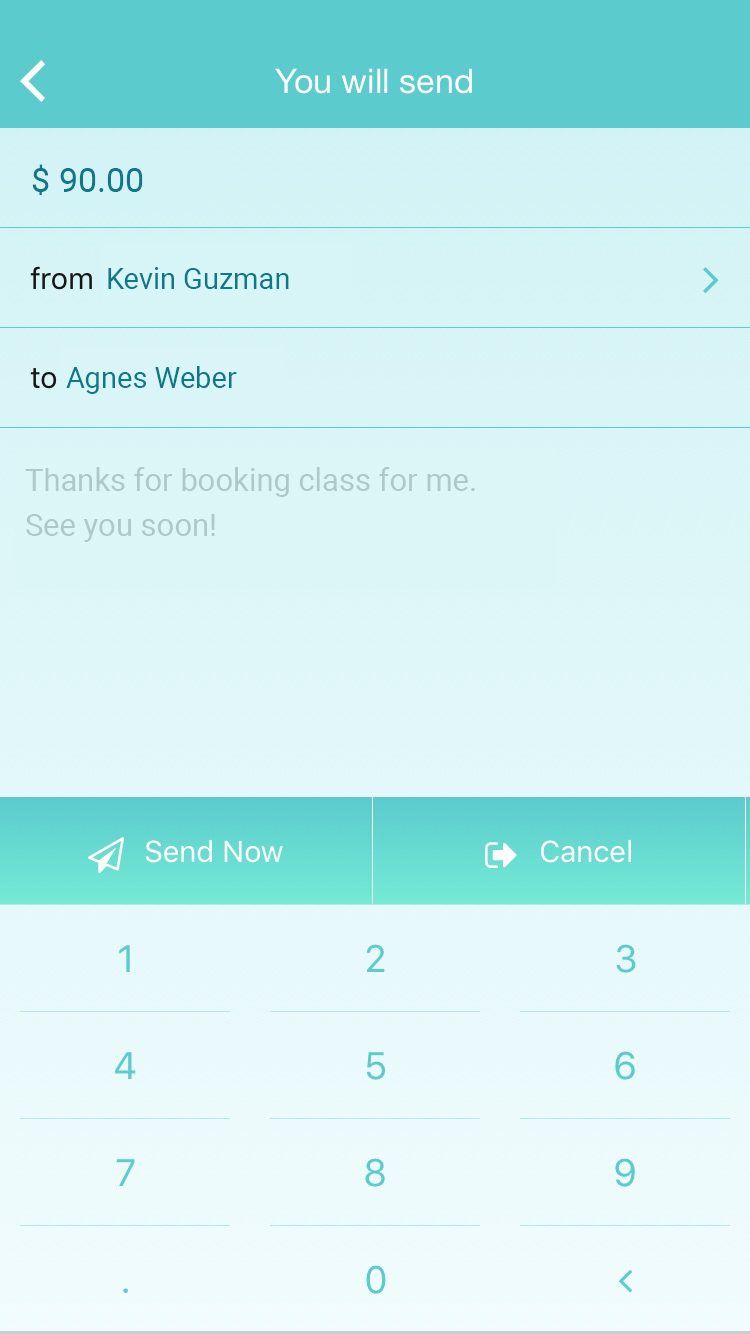 You will send
$ 90.00
from Kevin Guzman
to Agnes Weber
Thanks for booking class for me.
See you soon!
Send Now Cancel
1 2 3
4 5 6
7 8 9
. 0